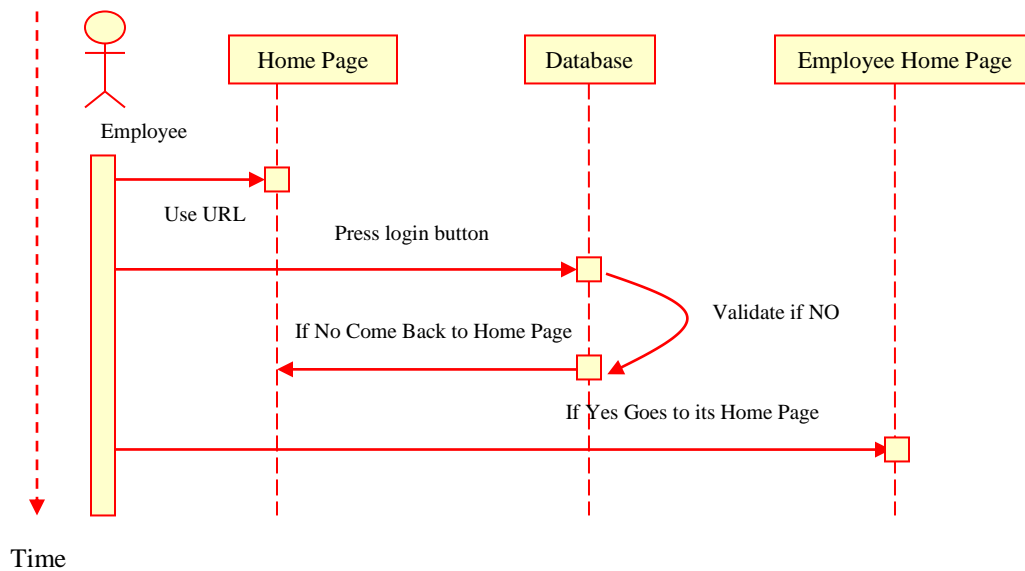 Home Page
Database
Employee Home Page
Employee
Use URL
Press login button
Validate if NO
If No Come Back to Home Page
If Yes Goes to its Home Page
Time